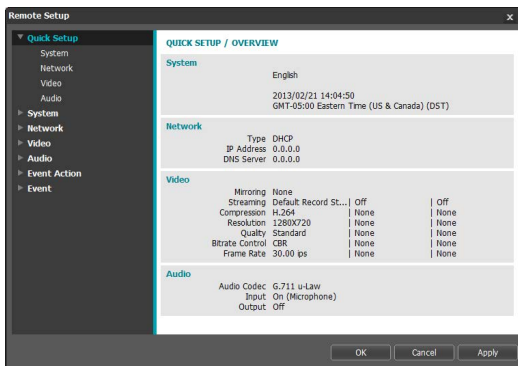 Remote Setup x
Quick Setup
System
Network
Video
Audio
System
Network
Video
Audio
Event Action
Event
QUICK SETUP / OVERVIEW
System
English
2013/02/21 14:04:50
GMT-05:00 Eastern Time (US & Canada) (DST)
Network
Type DHCP
IP Address 0.0.0.0
DNS Server 0.0.0.0
Video
Mirroring None
Streaming Default Record St...| Off | Off
Compression H.264 | None | None
Resolution 1280X720 | None | None
Quality Standard | None | None
Bitrate Control CBR | None | None
Frame Rate 30.00 ips | None | None
Audio
Audio Codec G.711 u-Law
Input On (Microphone)
Output Off
OK Cancel Apply